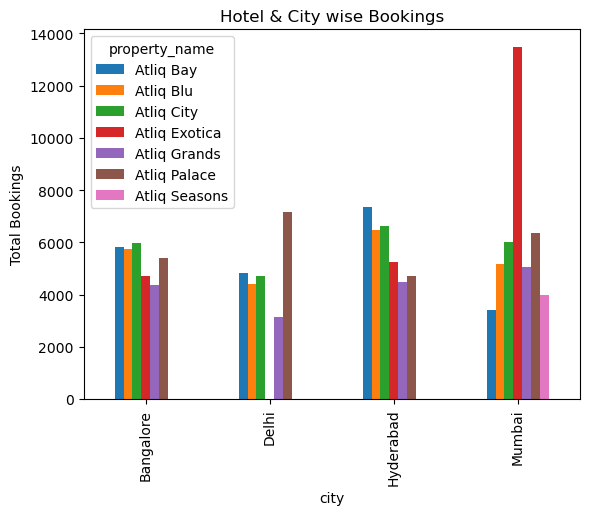 Hotel & City wise Bookings
property_name
Atliq Bay
Atliq Blu
Atliq City
Atliq Exotica
Atliq Grands
Atliq Palace
Atliq Seasons
Total Bookings
14000
12000
10000
8000
6000
4000
2000
0
Bangalore
Delhi
Hyderabad
Mumbai
city